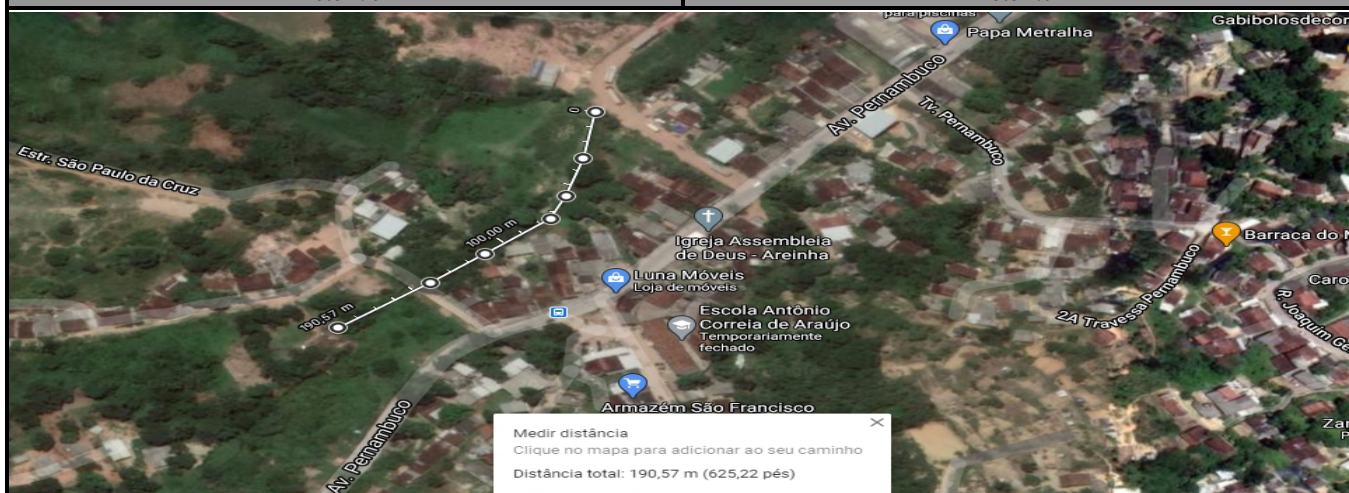 para piscinas
Papa Metralha
Gabibolosdecor
Av. Pernambuco
Tv. Pernambuco
Estr. São Paulo da Cruz
0
100,00 m
190,57 m
Igreja Assembleia
de Deus - Areinha
Luna Móveis
Loja de móveis
Barraca do
Escola Antônio
Correia de Araújo
Temporariamente
fechado
2A Travessa Pernambuco
Caro
R. Joaquim Ge
Armazém São Francisco
Av. Pernambuco
Zar
Medir distância
Clique no mapa para adicionar ao seu caminho
Distância total: 190,57 m (625,22 pés)